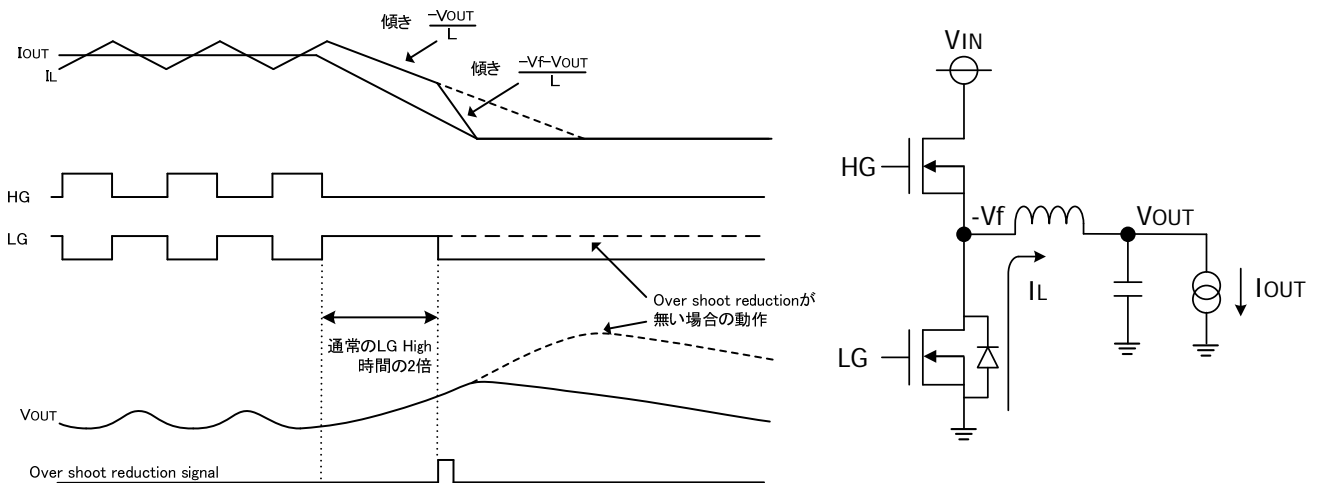 傾き -VOUT
L
IOUT
IL
傾き -Vf-VOUT
L
HG
LG
Over shoot reductionが
無い場合の動作
通常のLG High
時間の2倍
VOUT
Over shoot reduction signal
VIN
HG
-Vf
VOUT
IL
IOUT
LG